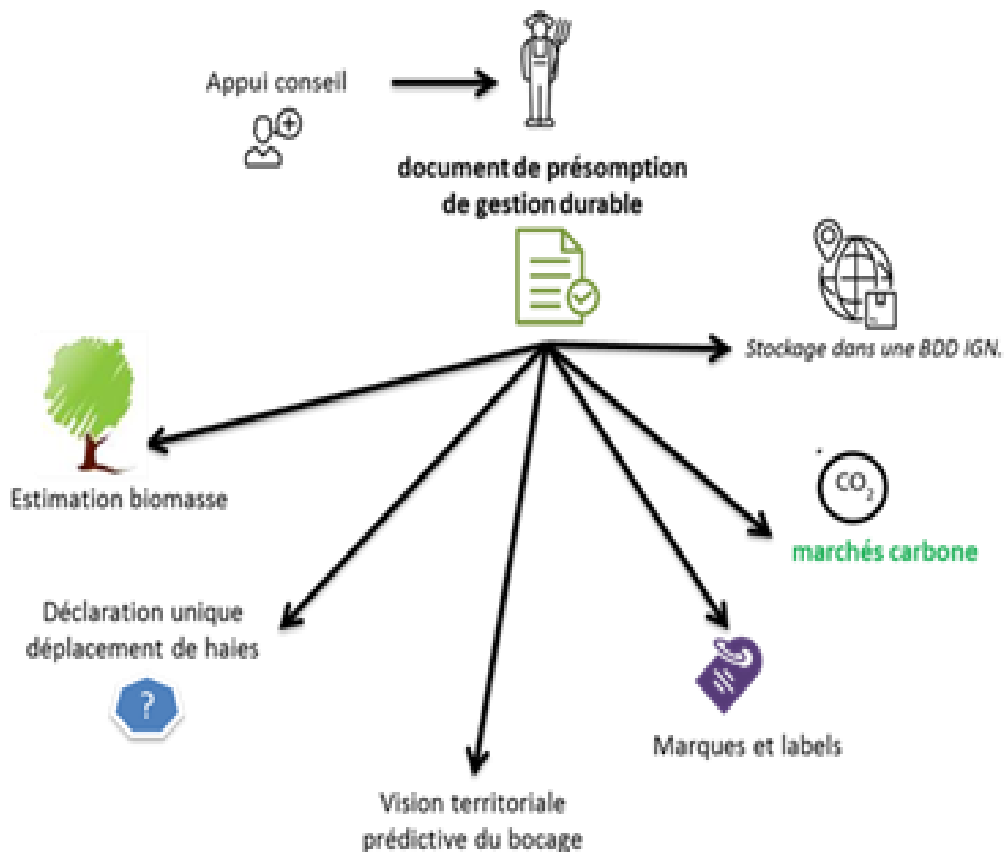 Appui conseil
document de présomption
de gestion durable
Stockage dans une BDD IGN.
Estimation biomasse
CO2
marchés carbone
Déclaration unique
déplacement de haies
?
Marques et labels
Vision territoriale
prédictive du bocage